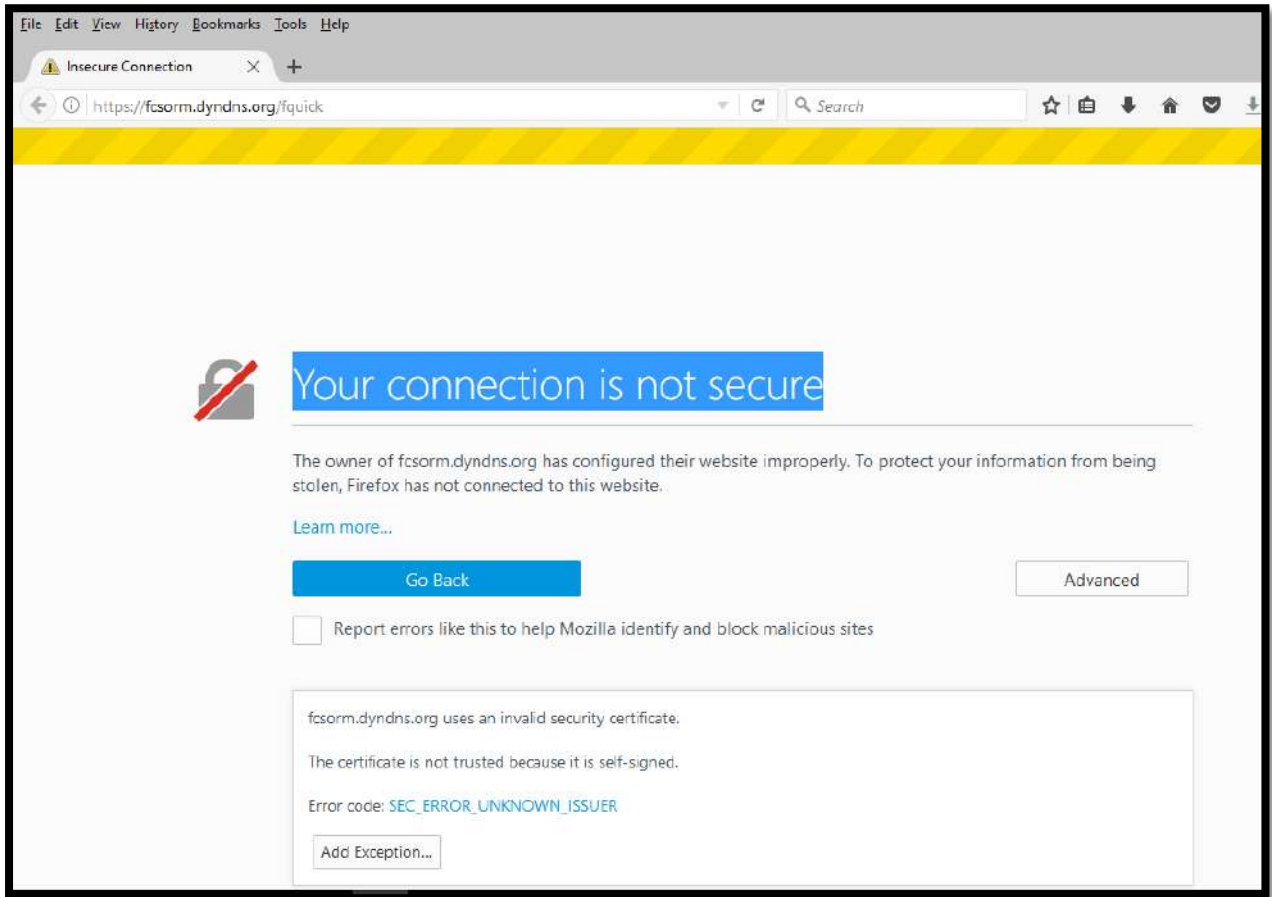 File Edit View History Bookmarks Tools Help
Insecure Connection
https://fcsorm.dyndns.org/fquick
Search
Your connection is not secure
The owner of fcsorm.dyndns.org has configured their website improperly. To protect your information from being
stolen, Firefox has not connected to this website.
Learn more...
Go Back
Advanced
Report errors like this to help Mozilla identify and block malicious sites
fcsorm.dyndns.org uses an invalid security certificate.
The certificate is not trusted because it is self-signed.
Error code: SEC_ERROR_UNKNOWN_ISSUER
Add Exception...